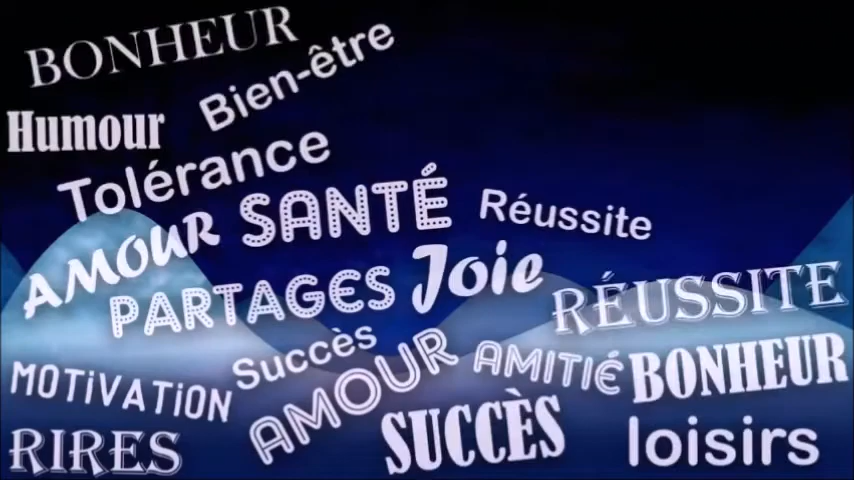 BONHEUR
Bien-être
Humour
Tolérance
SANTÉ
Réussite
AMOUR
Joie
PARTAGES
RÉUSSITE
Succès
AMOUR
AMITIÉ
BONHEUR
MOTiVATiON
SUCCÈS
RIRES
loisirs